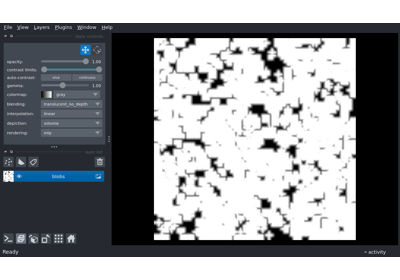 File View Layers Plugins Window Help
opacity: 1.00
contrast limits:
auto-contrast: once continuous
gamma: 1.00
colormap: gray
blending: translucent_no_depth
interpolation: linear
depiction: volume
rendering: mip
blobs
Ready activity